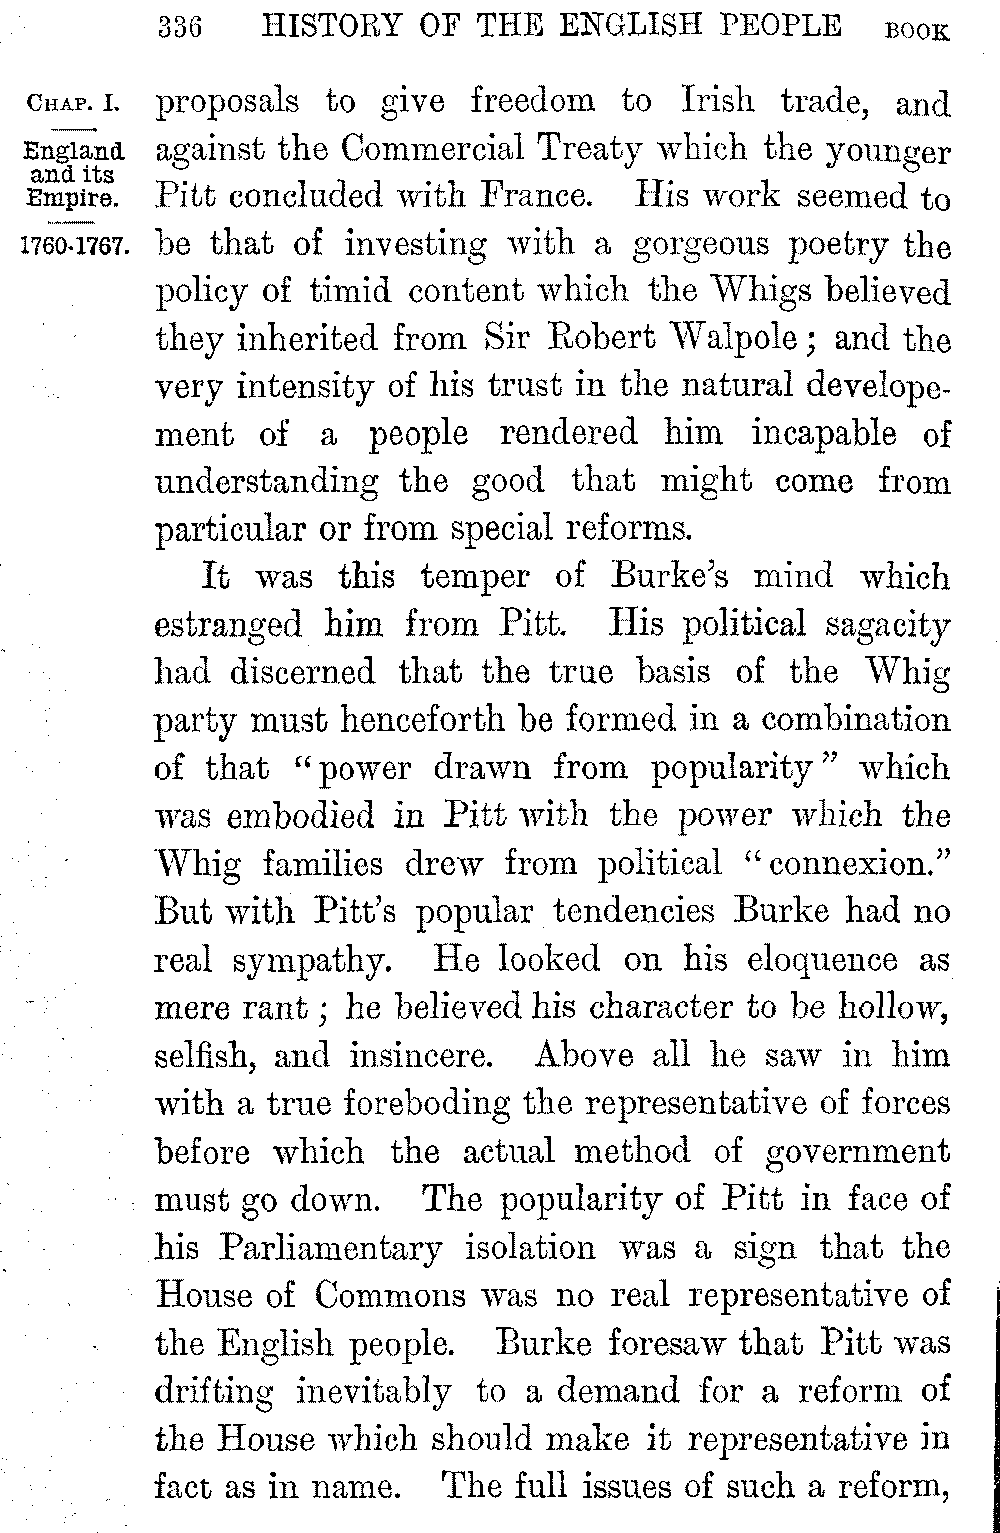 336 HISTORY OF THE ENGLISH PEOPLE BOOK
CHAP. I.
England
and its
Empire.
1760-1767.
proposals to give freedom to Irish trade, and
against the Commercial Treaty which the younger
Pitt concluded with France. His work seemed to
be that of investing with a gorgeous poetry the
policy of timid content which the Whigs believed
they inherited from Sir Robert Walpole; and the
very intensity of his trust in the natural develope-
ment of a people rendered him incapable of
understanding the good that might come from
particular or from special reforms.
It was this temper of Burke's mind which
estranged him from Pitt. His political sagacity
had discerned that the true basis of the Whig
party must henceforth be formed in a combination
of that "power drawn from popularity" which
was embodied in Pitt with the power which the
Whig families drew from political "connexion."
But with Pitt's popular tendencies Burke had no
real sympathy. He looked on his eloquence as
mere rant; he believed his character to be hollow,
selfish, and insincere. Above all he saw in him
with a true foreboding the representative of forces
before which the actual method of government
must go down. The popularity of Pitt in face of
his Parliamentary isolation was a sign that the
House of Commons was no real representative of
the English people. Burke foresaw that Pitt was
drifting inevitably to a demand for a reform of
the House which should make it representative in
fact as in name. The full issues of such a reform,